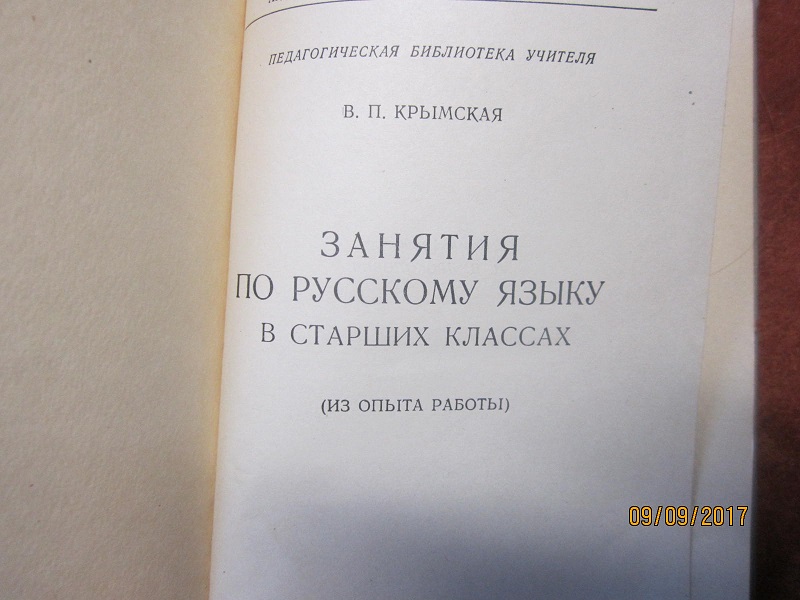 ПЕДАГОГИЧЕСКАЯ БИБЛИОТЕКА УЧИТЕЛЯ
В. П. КРЫМСКАЯ
ЗАНЯТИЯ
ПО РУССКОМУ ЯЗЫКУ
В СТАРШИХ КЛАССАХ
(ИЗ ОПЫТА РАБОТЫ)
09/09/2017